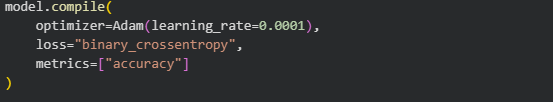 model.compile(
    optimizer=Adam(learning_rate=0.0001),
    loss="binary_crossentropy",
    metrics=["accuracy"]
)